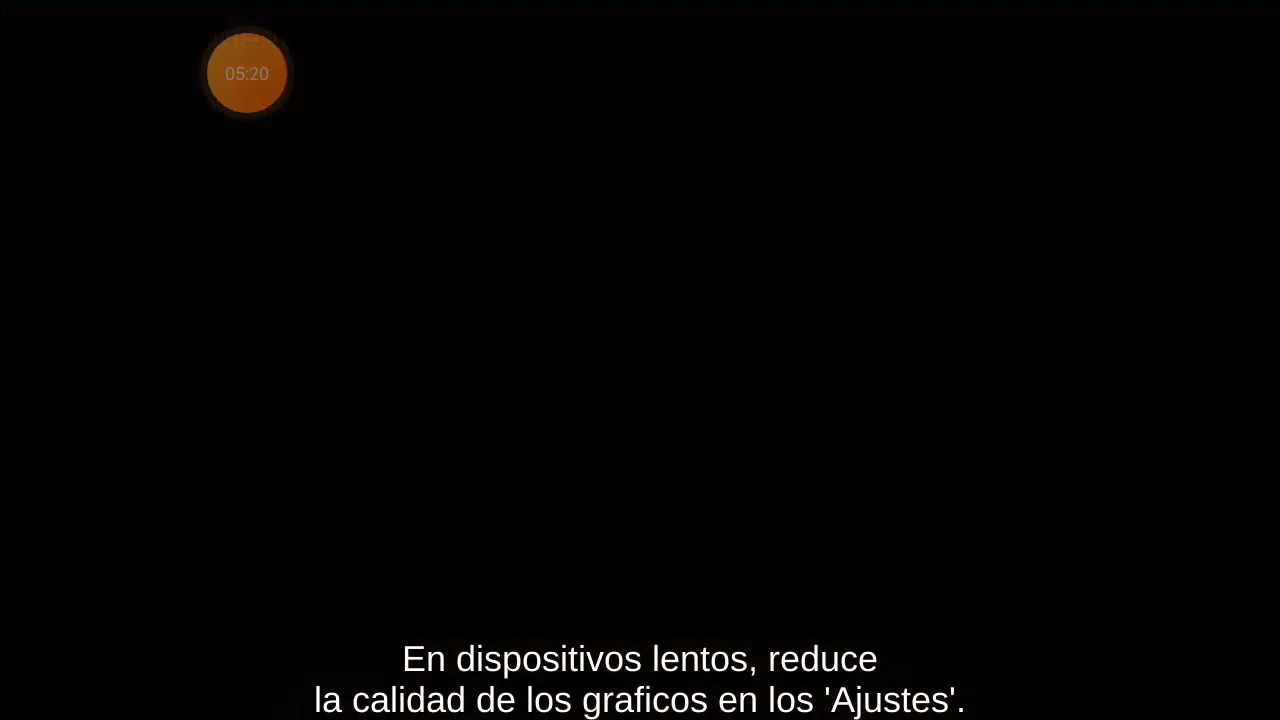 05:20
En dispositivos lentos, reduce
la calidad de los graficos en los 'Ajustes'.